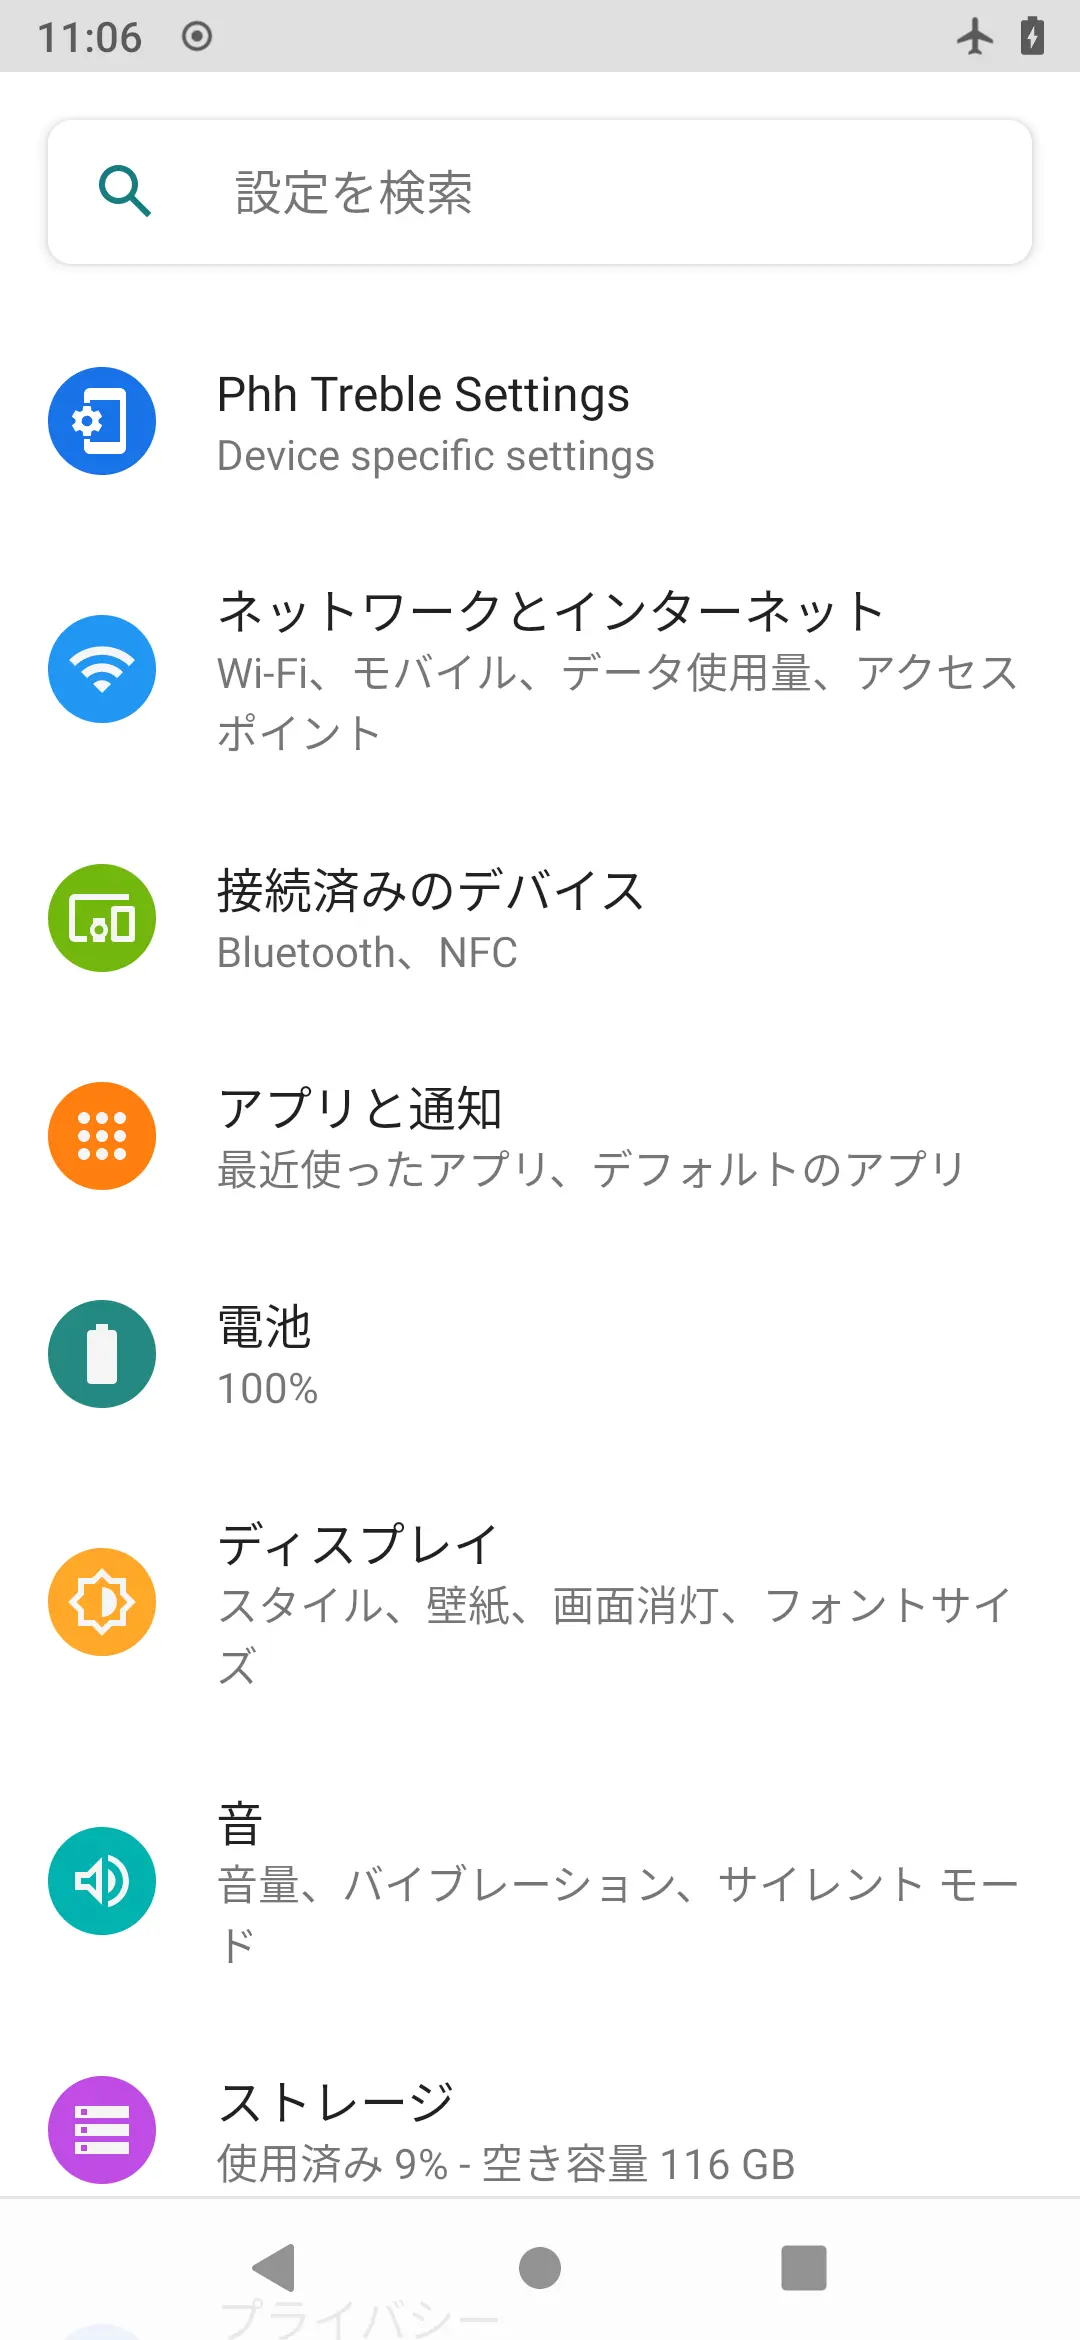 11:06
設定を検索
Phh Treble Settings
Device specific settings
ネットワークとインターネット
Wi-Fi、モバイル、データ使用量、アクセス
ポイント
接続済みのデバイス
Bluetooth、NFC
アプリと通知
最近使ったアプリ、デフォルトのアプリ
電池
100%
ディスプレイ
スタイル、壁紙、画面消灯、フォントサイ
ズ
音
音量、バイブレーション、サイレント モー
ド
ストレージ
使用済み 9% - 空き容量 116 GB
プライバシー